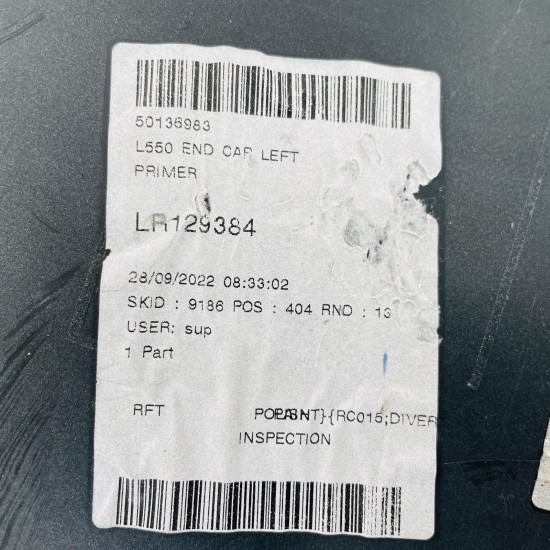 50136983
L550 END CAP LEFT
PRIMER
LR129384
28/09/2022 08:33:02
SKID : 9186 POS : 404 RND : 13
USER: sup
1 Part
RFT
INSPECTION